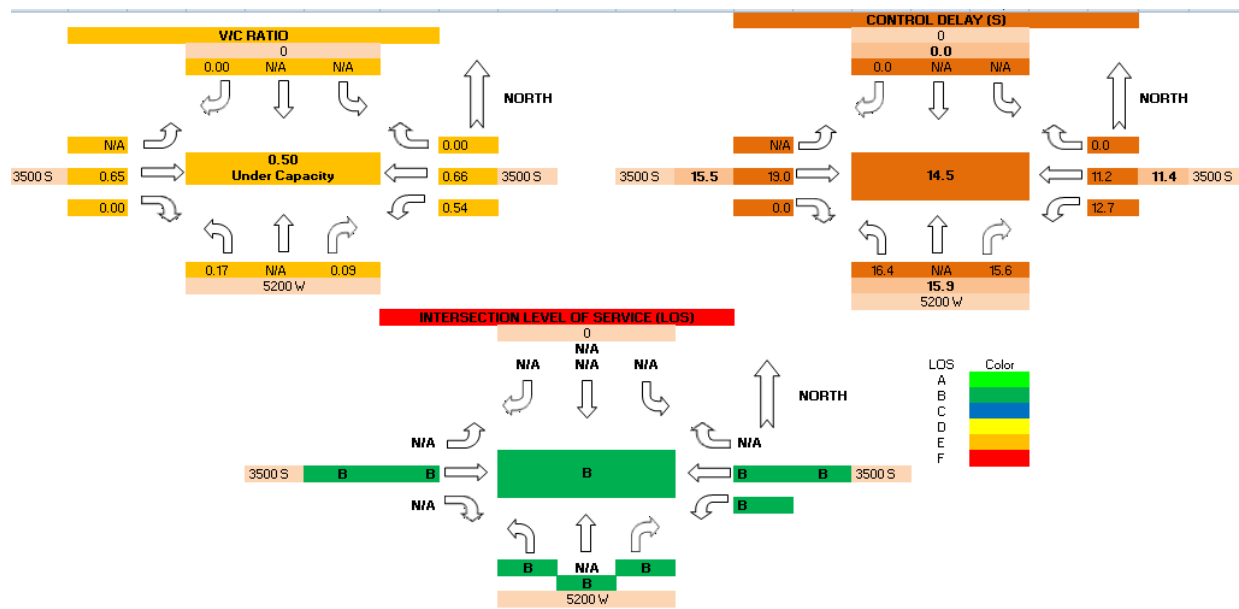 V/C RATIO
0
0.00 N/A N/A
NORTH
N/A 0.00
3500 S 0.65 0.50 Under Capacity 0.66 3500 S
0.00 0.54
0.17 N/A 0.09
5200 W
CONTROL DELAY (S)
0
0.0
0.0 N/A N/A
NORTH
N/A 0.0
3500 S 15.5 19.0 14.5 11.2 11.4 3500 S
0.0 12.7
16.4 N/A 15.6
15.9
5200 W
INTERSECTION LEVEL OF SERVICE (LOS)
0
N/A
N/A N/A N/A
NORTH
N/A N/A
3500 S B B B B B 3500 S
N/A B
B N/A B
B
5200 W
LOS Color
A
B
C
D
E
F